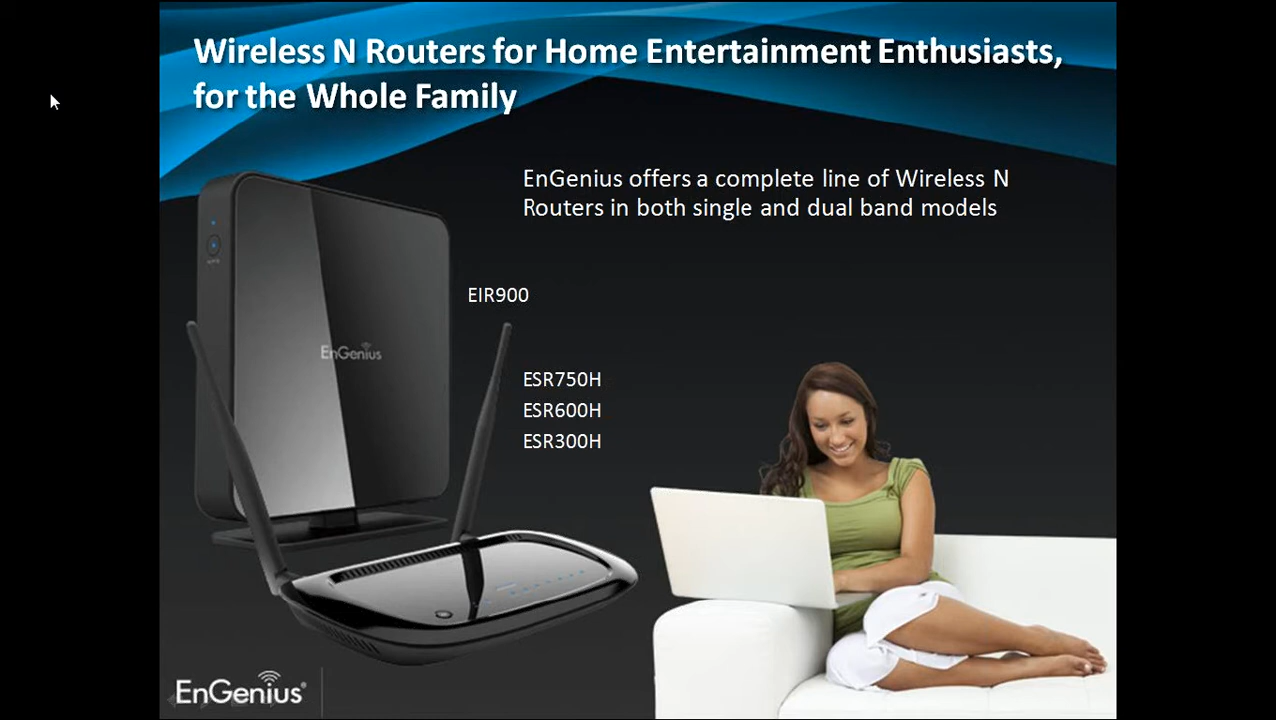 Wireless N Routers for Home Entertainment Enthusiasts,
for the Whole Family
EnGenius offers a complete line of Wireless N
Routers in both single and dual band models
EIR900
EnGenius
ESR750H
ESR600H
ESR300H
EnGenius®